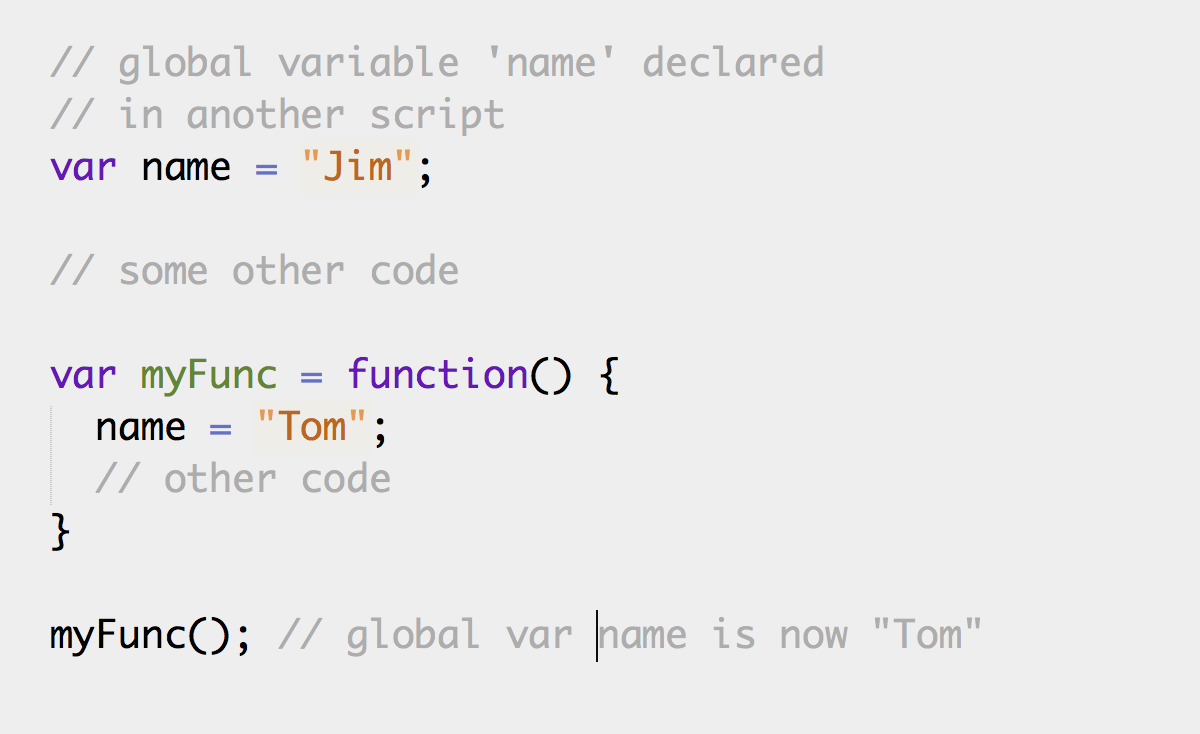 // global variable 'name' declared
// in another script
var name = "Jim";
// some other code
var myFunc = function() {
name = "Tom";
// other code
}
myFunc(); // global var name is now "Tom"